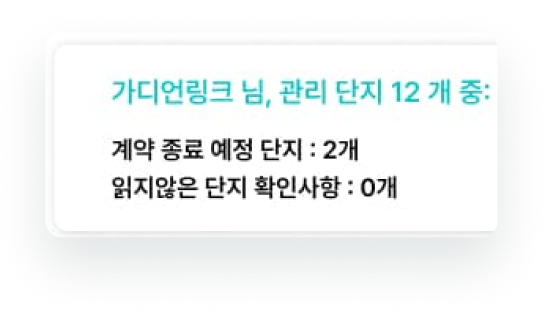 가디언링크 님, 관리 단지 12 개 중:
계약 종료 예정 단지 : 2개
읽지않은 단지 확인사항 : 0개